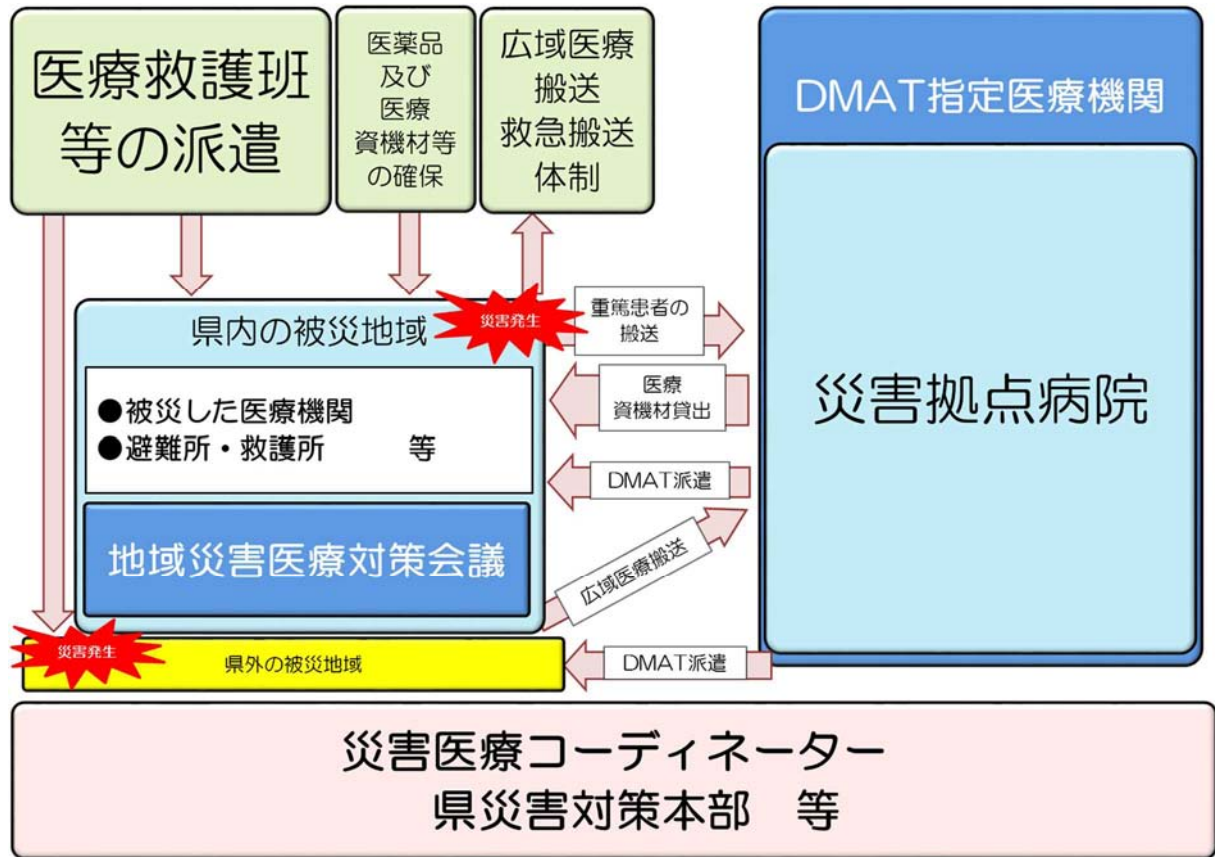 医療救護班
等の派遣
医薬品
及び
医療
資機材等
の確保
広域医療
搬送
救急搬送
体制
DMAT指定医療機関
災害拠点病院
県内の被災地域
災害発生
●被災した医療機関
●避難所・救護所　　等
地域災害医療対策会議
重篤患者の
搬送
医療
資機材貸出
DMAT派遣
広域医療搬送
災害発生
県外の被災地域
DMAT派遣
災害医療コーディネーター
県災害対策本部　等